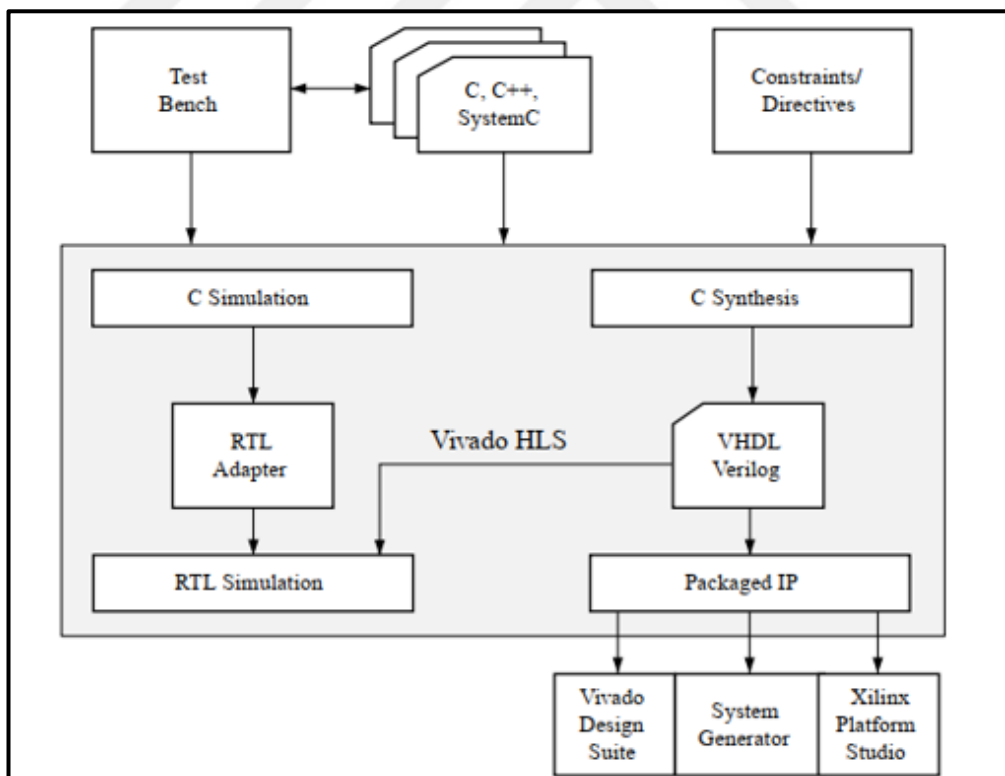 Test
Bench
C, C++,
SystemC
Constraints/
Directives
C Simulation
C Synthesis
RTL
Adapter
Vivado HLS
VHDL
Verilog
RTL Simulation
Packaged IP
Vivado
Design
Suite
System
Generator
Xilinx
Platform
Studio